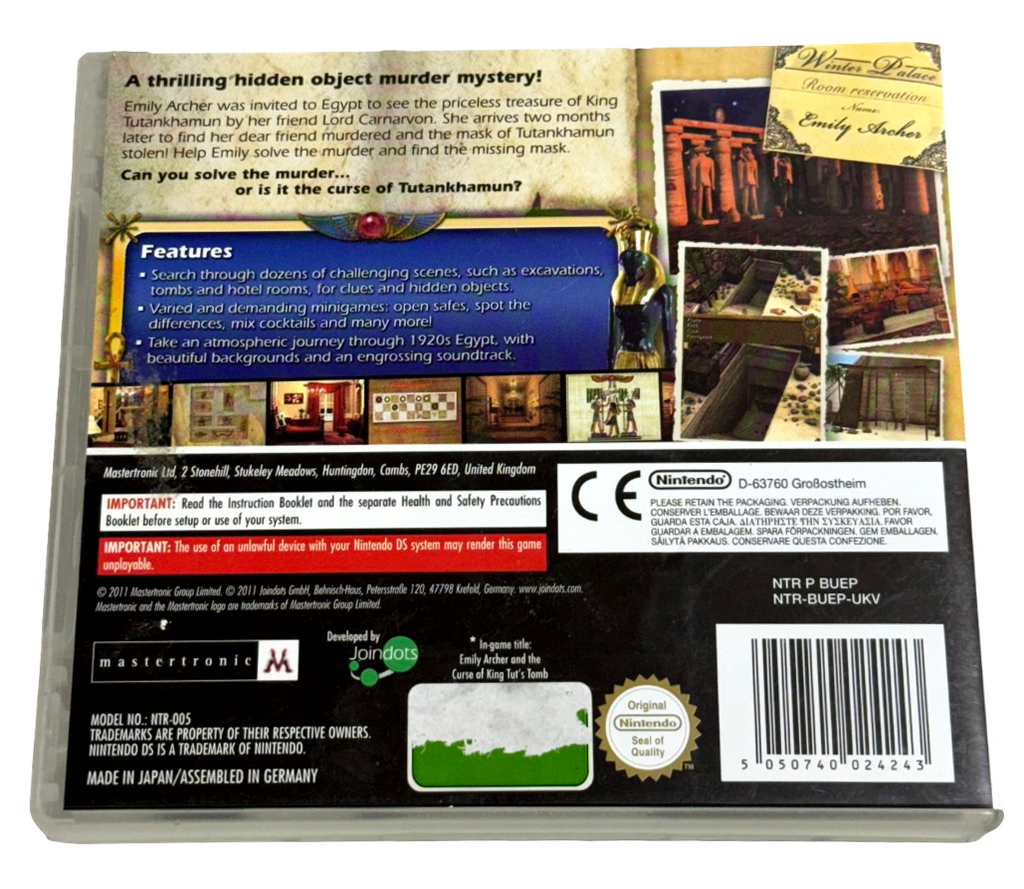 A thrilling hidden object murder mystery!
Emily Archer was invited to Egypt to see the priceless treasure of King
Tutankhamun by her friend Lord Carnarvon. She arrives two months
later to find her dear friend murdered and the mask of Tutankhamun
stolen! Help Emily solve the murder and find the missing mask.
Can you solve the murder...
or is it the curse of Tutankhamun?
Winter Palace
Room reservation
Name:
Emily Archer
Features
▪ Search through dozens of challenging scenes, such as excavations,
tombs and hotel rooms, for clues and hidden objects.
▪ Varied and demanding minigames: open safes, spot the
differences, mix cocktails and many more!
▪ Take an atmospheric journey through 1920s Egypt, with
beautiful backgrounds and an engrossing soundtrack.
Mastertronic Ltd, 2 Stonehill, Stukeley Meadows, Huntingdon, Cambs, PE29 6ED, United Kingdom
IMPORTANT: Read the Instruction Booklet and the separate Health and Safety Precautions
Booklet before setup or use of your system.
IMPORTANT: The use of an unlawful device with your Nintendo DS system may render this game
unplayable.
© 2011 Mastertronic Group Limited. © 2011 Joindots GmbH, Behnisch-Haus, Petersstraße 120, 47798 Krefeld, Germany. www.joindots.com.
Mastertronic and the Mastertronic logo are trademarks of Mastertronic Group Limited.
CE
Nintendo® D-63760 Großostheim
PLEASE RETAIN THE PACKAGING. VERPACKUNG AUFHEBEN.
CONSERVER L'EMBALLAGE. BEWAAR DEZE VERPAKKING. POR FAVOR,
GUARDA ESTA CAJA. ΔΙΑΤΗΡΗΣΤΕ ΤΗΝ ΣΥΣΚΕΥΑΣΙΑ. FAVOR
GUARDAR A EMBALAGEM. SPARA FÖRPACKNINGEN. GEM EMBALLAGEN.
SÄILYTÄ PAKKAUS. CONSERVARE QUESTA CONFEZIONE.
NTR P BUEP
NTR-BUEP-UKV
mastertronic M
Developed by
Joindots
* In-game title:
Emily Archer and the
Curse of King Tut's Tomb
MODEL NO.: NTR-005
TRADEMARKS ARE PROPERTY OF THEIR RESPECTIVE OWNERS.
NINTENDO DS IS A TRADEMARK OF NINTENDO.
MADE IN JAPAN/ASSEMBLED IN GERMANY
Original
Nintendo
Seal of
Quality
TM
5 050740 024243